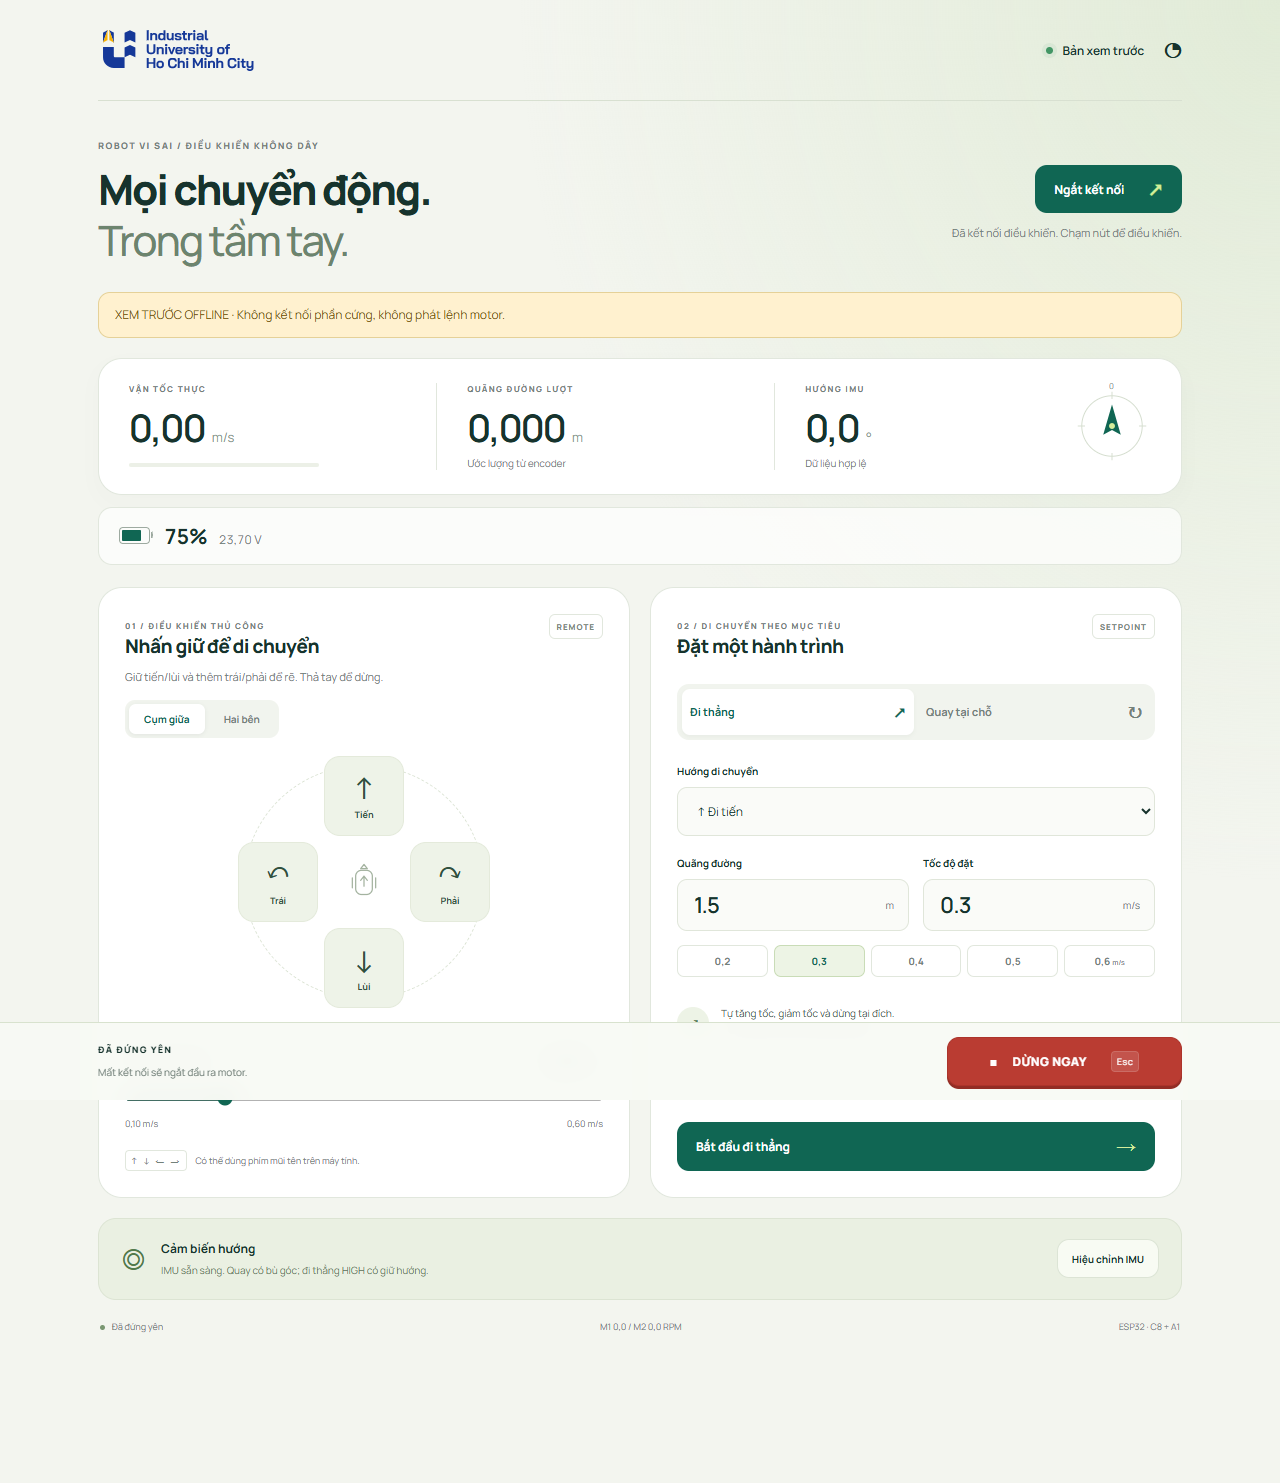 Industrial
University of
Ho Chi Minh City
Bản xem trước
ROBOT VI SAI / ĐIỀU KHIỂN KHÔNG DÂY
Mọi chuyển động.
Trong tầm tay.
Ngắt kết nối ↗
Đã kết nối điều khiển. Chạm nút để điều khiển.
XEM TRƯỚC OFFLINE · Không kết nối phần cứng, không phát lệnh motor.
VẬN TỐC THỰC
0,00 m/s
QUÃNG ĐƯỜNG LƯỢT
0,000 m
Ước lượng từ encoder
HƯỚNG IMU
0,0 °
Dữ liệu hợp lệ
0
75% 23,70 V
01 / ĐIỀU KHIỂN THỦ CÔNG
REMOTE
Nhấn giữ để di chuyển
Giữ tiến/lùi và thêm trái/phải để rẽ. Thả tay để dừng.
Cụm giữa
Hai bên
↑
Tiến
Trái
Phải
↓
Lùi
0,10 m/s
0,60 m/s
↑ ↓ ← → Có thể dùng phím mũi tên trên máy tính.
02 / DI CHUYỂN THEO MỤC TIÊU
SETPOINT
Đặt một hành trình
Đi thẳng ↗
Quay tại chỗ ↻
Hướng di chuyển
↑ Đi tiến
Quãng đường
1.5 m
Tốc độ đặt
0.3 m/s
0,2
0,3
0,4
0,5
0,6 m/s
Tự tăng tốc, giảm tốc và dừng tại đích.
ĐÃ ĐỨNG YÊN
Mất kết nối sẽ ngắt đầu ra motor.
■ DỪNG NGAY Esc
Bắt đầu đi thẳng →
Cảm biến hướng
IMU sẵn sàng. Quay có bù góc; đi thẳng HIGH có giữ hướng.
Hiệu chỉnh IMU
Đã đứng yên
M1 0,0 / M2 0,0 RPM
ESP32 · C8 + A1